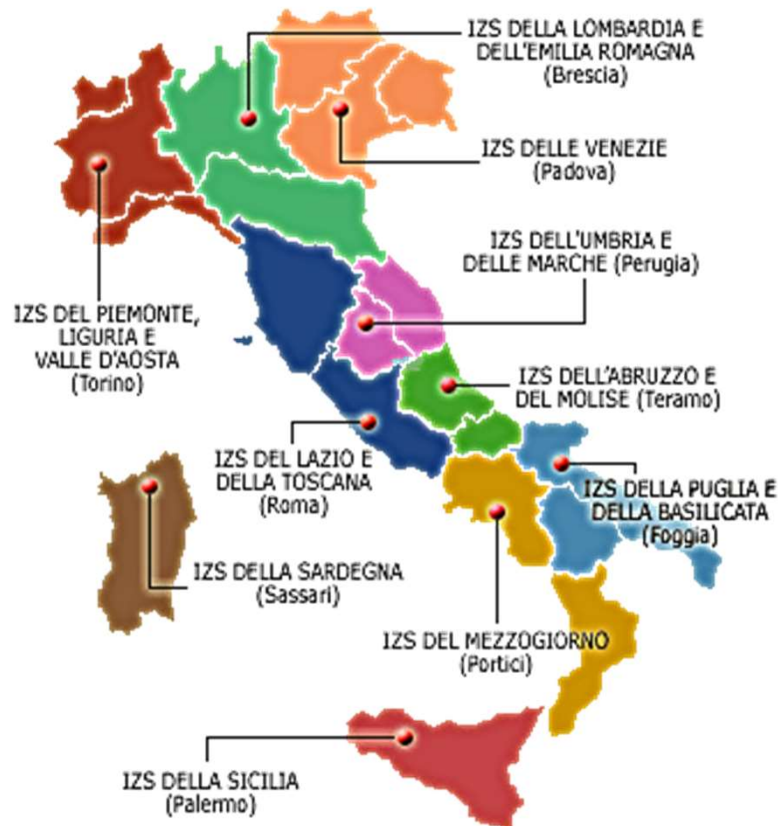 IZS DELLA LOMBARDIA E
DELL'EMILIA ROMAGNA
(Brescia)
IZS DELLE VENEZIE
(Padova)
IZS DELL'UMBRIA E
DELLE MARCHE (Perugia)
IZS DEL PIEMONTE,
LIGURIA E
VALLE D'AOSTA
(Torino)
IZS DELL'ABRUZZO E
DEL MOLISE (Teramo)
IZS DEL LAZIO E
DELLA TOSCANA
(Roma)
IZS DELLA PUGLIA E
DELLA BASILICATA
(Foggia)
IZS DELLA SARDEGNA
(Sassari)
IZS DEL MEZZOGIORNO
(Portici)
IZS DELLA SICILIA
(Palermo)